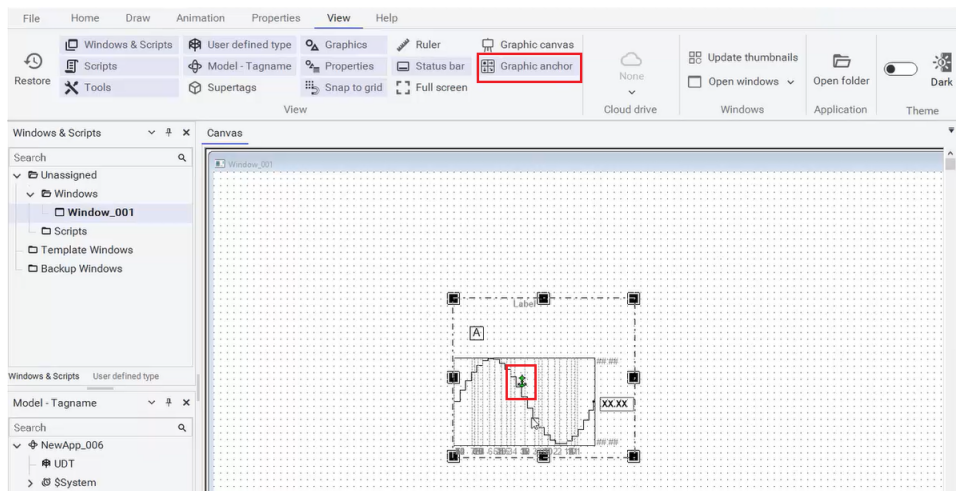 File Home Draw Animation Properties View Help
Windows & Scripts User defined type Graphics Ruler Graphic canvas
Scripts Model - Tagname Properties Status bar Graphic anchor
Tools Supertags Snap to grid Full screen
Restore
None
Update thumbnails
Open windows
Open folder
Dark
View Cloud drive Windows Application Theme
Windows & Scripts
Canvas
Search
Window_001
Unassigned
Windows
Window_001
Scripts
Template Windows
Backup Windows
Label
A
##:##
XX.XX
##:##
Windows & Scripts User defined type
Model - Tagname
Search
NewApp_006
UDT
$System